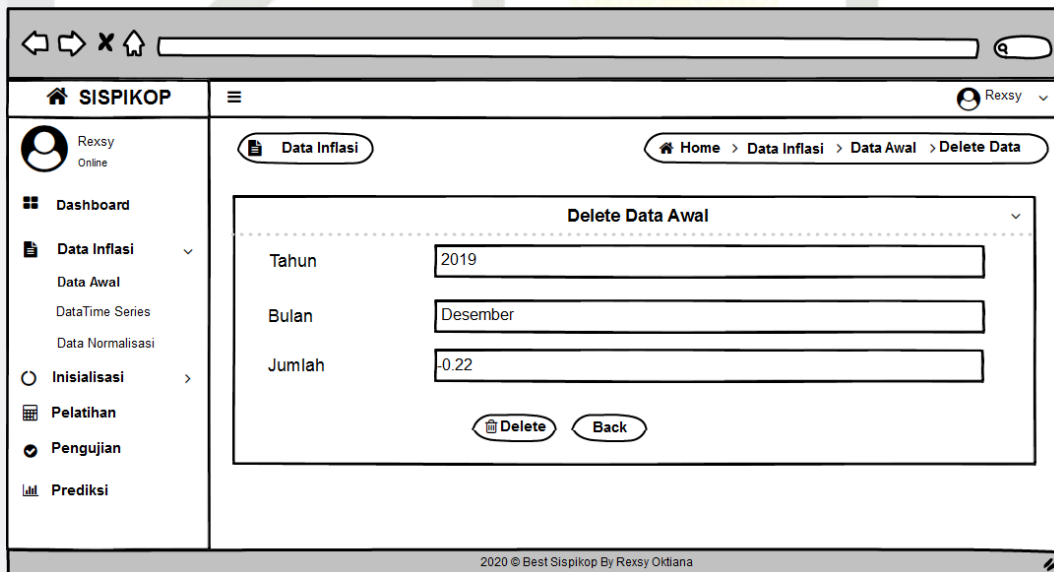 SISPIKOP
Rexsy
Rexsy
Online
Data Inflasi
Home > Data Inflasi > Data Awal > Delete Data
Dashboard
Data Inflasi
Data Awal
DataTime Series
Data Normalisasi
Inisialisasi
Pelatihan
Pengujian
Prediksi
Delete Data Awal
Tahun 2019
Bulan Desember
Jumlah -0.22
Delete Back
2020 © Best Sispikop By Rexsy Oktiana